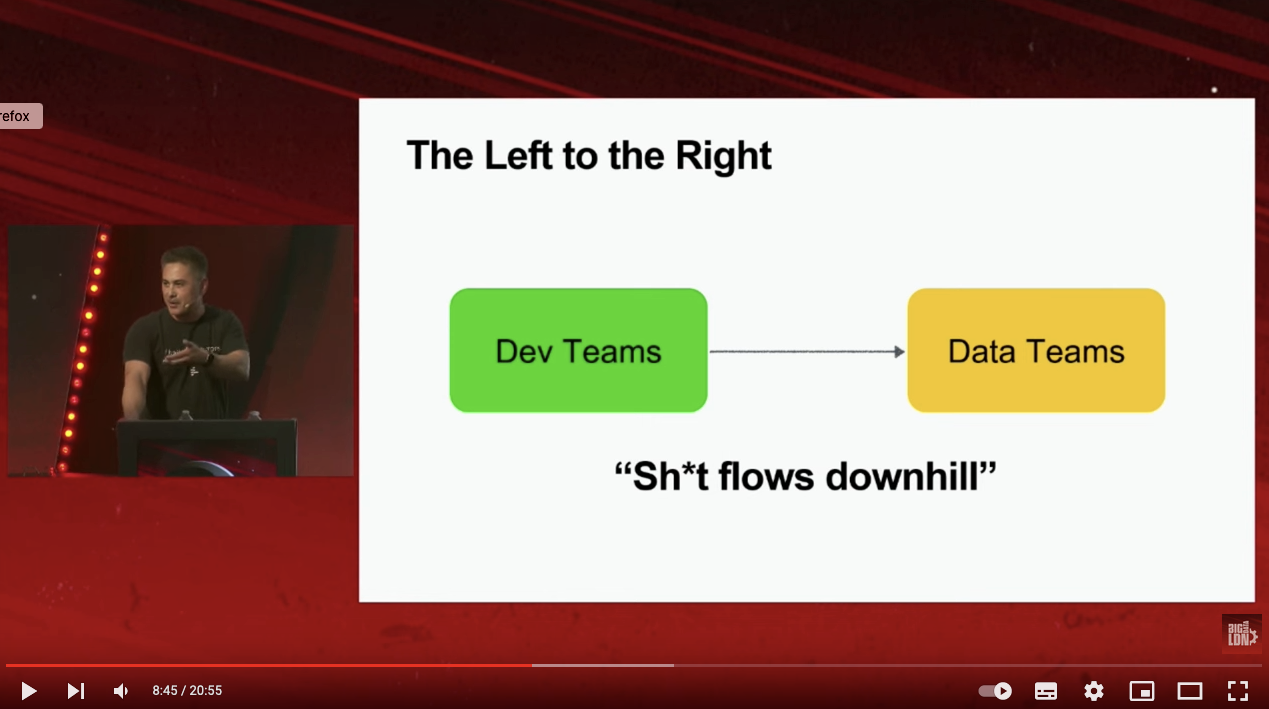 refox
The Left to the Right
Dev Teams
Data Teams
“Sh*t flows downhill”
BIG
LDN
8:45 / 20:55